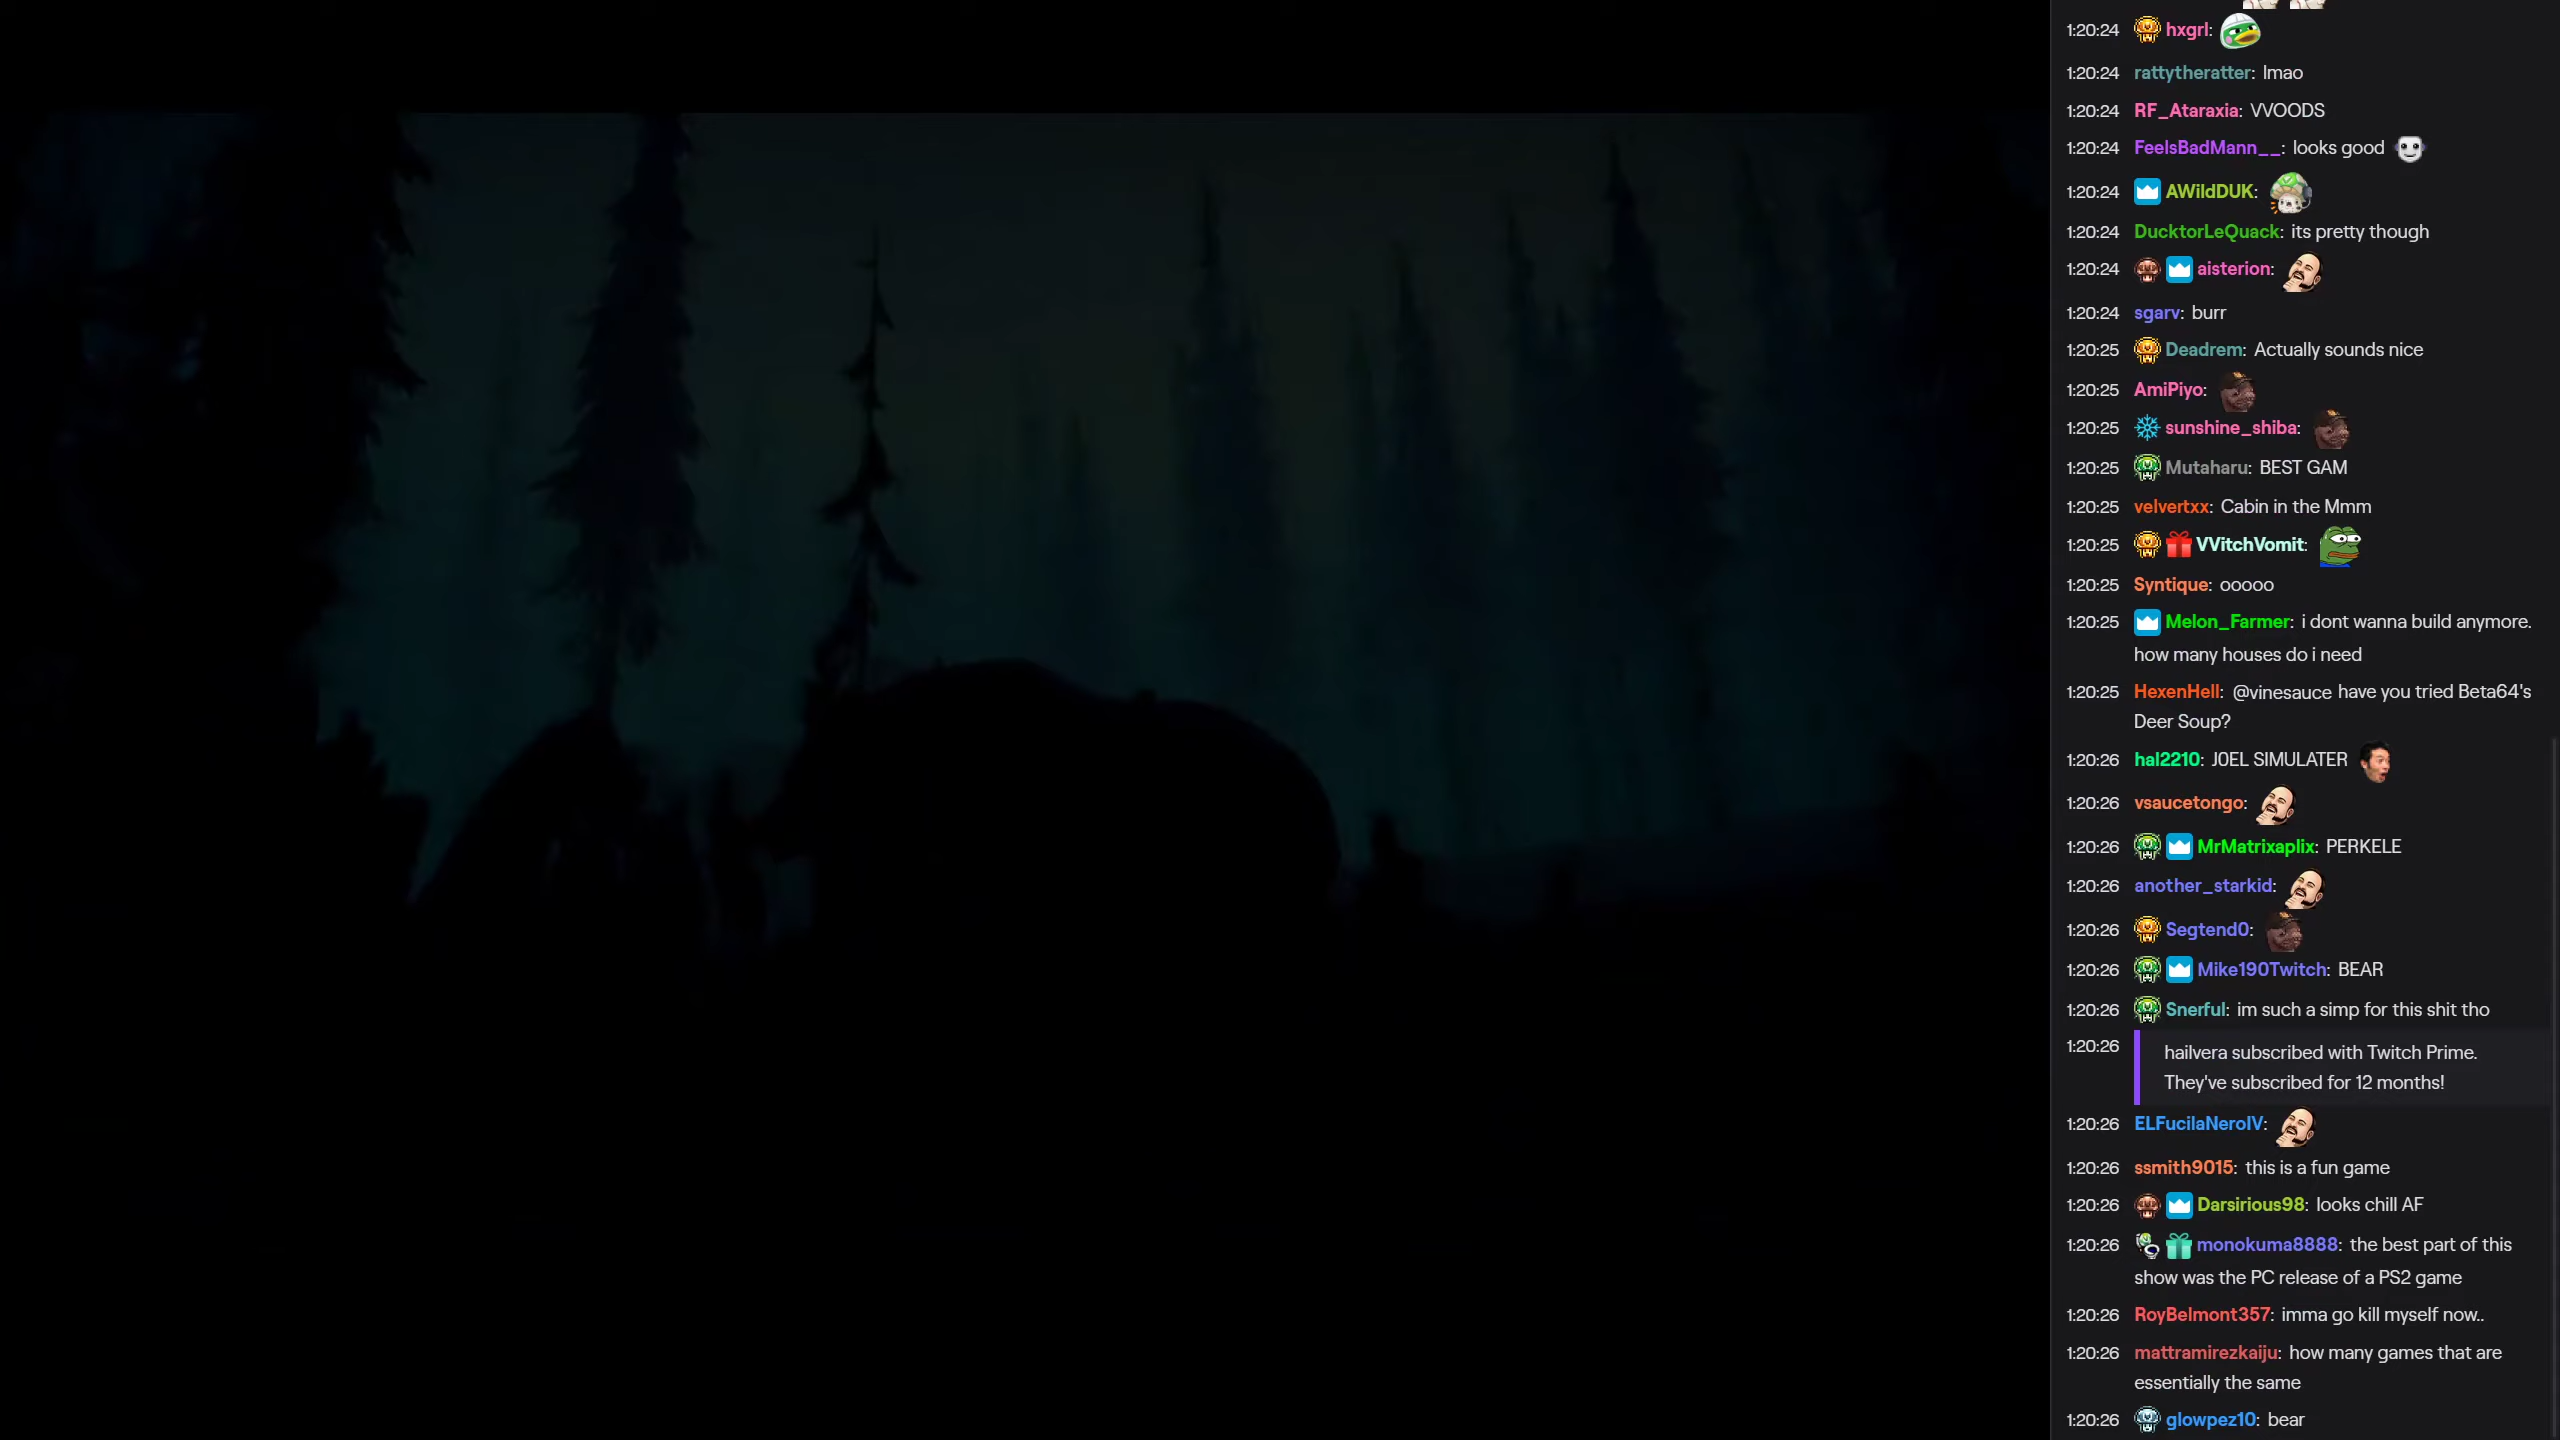 1:20:24 hxgrl:
1:20:24 rattytheratter: lmao
1:20:24 RF_Ataraxia: VVOODS
1:20:24 FeelsBadMann__: looks good
1:20:24 AWildDUK:
1:20:24 DucktorLeQuack: its pretty though
1:20:24 aisterion:
1:20:24 sgarv: burr
1:20:25 Deadrem: Actually sounds nice
1:20:25 AmiPiyo:
1:20:25 sunshine_shiba:
1:20:25 Mutaharu: BEST GAM
1:20:25 velvertxx: Cabin in the Mmm
1:20:25 VVitchVomit:
1:20:25 Syntique: ooooo
1:20:25 Melon_Farmer: i dont wanna build anymore.
how many houses do i need
1:20:25 HexenHell: @vinesauce have you tried Beta64's
Deer Soup?
1:20:26 hal2210: JOEL SIMULATER
1:20:26 vsaucetongo:
1:20:26 MrMatrixaplix: PERKELE
1:20:26 another_starkid:
1:20:26 Segtend0:
1:20:26 Mike190Twitch: BEAR
1:20:26 Snerful: im such a simp for this shit tho
1:20:26 hailvera subscribed with Twitch Prime.
They've subscribed for 12 months!
1:20:26 ELFucilaNeroIV:
1:20:26 ssmith9015: this is a fun game
1:20:26 Darsirious98: looks chill AF
1:20:26 monokuma8888: the best part of this
show was the PC release of a PS2 game
1:20:26 RoyBelmont357: imma go kill myself now..
1:20:26 mattramirezkaiju: how many games that are
essentially the same
1:20:26 glowpez10: bear